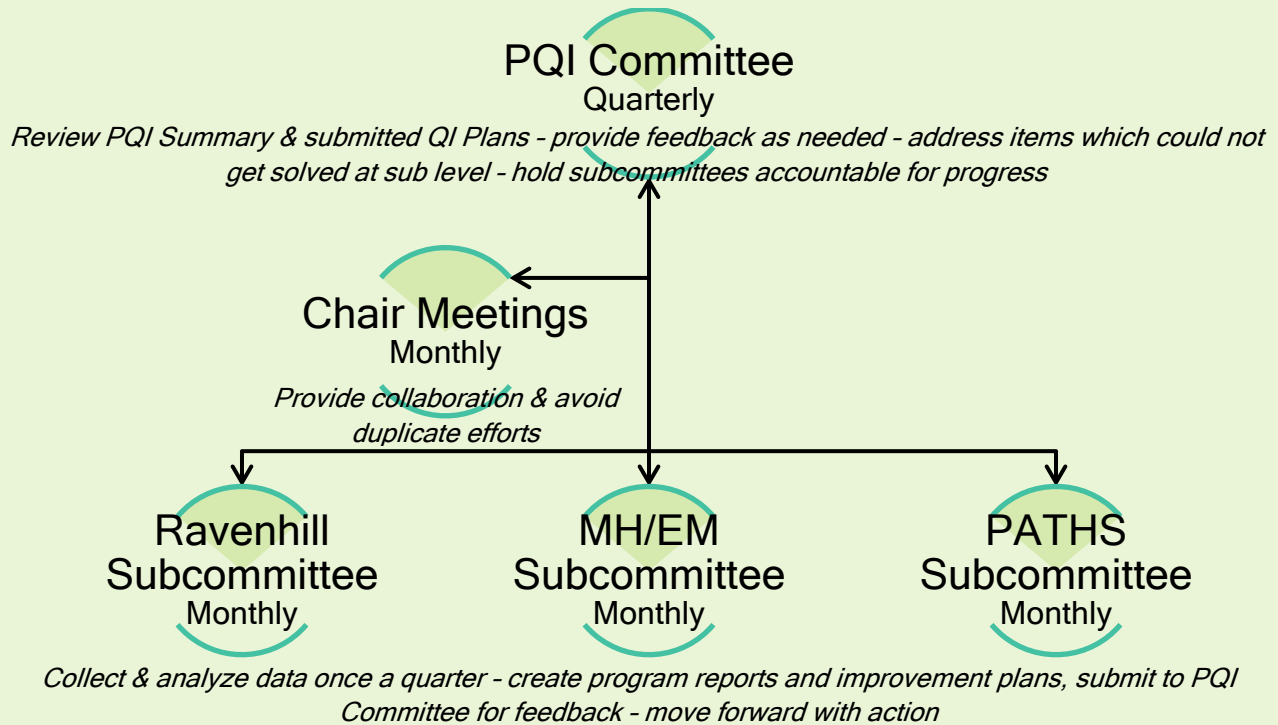 PQI Committee
Quarterly
Review PQI Summary & submitted QI Plans - provide feedback as needed - address items which could not
get solved at sub level - hold subcommittees accountable for progress
Chair Meetings
Monthly
Provide collaboration & avoid
duplicate efforts
Ravenhill
Subcommittee
Monthly
MH/EM
Subcommittee
Monthly
PATHS
Subcommittee
Monthly
Collect & analyze data once a quarter - create program reports and improvement plans, submit to PQI
Committee for feedback - move forward with action